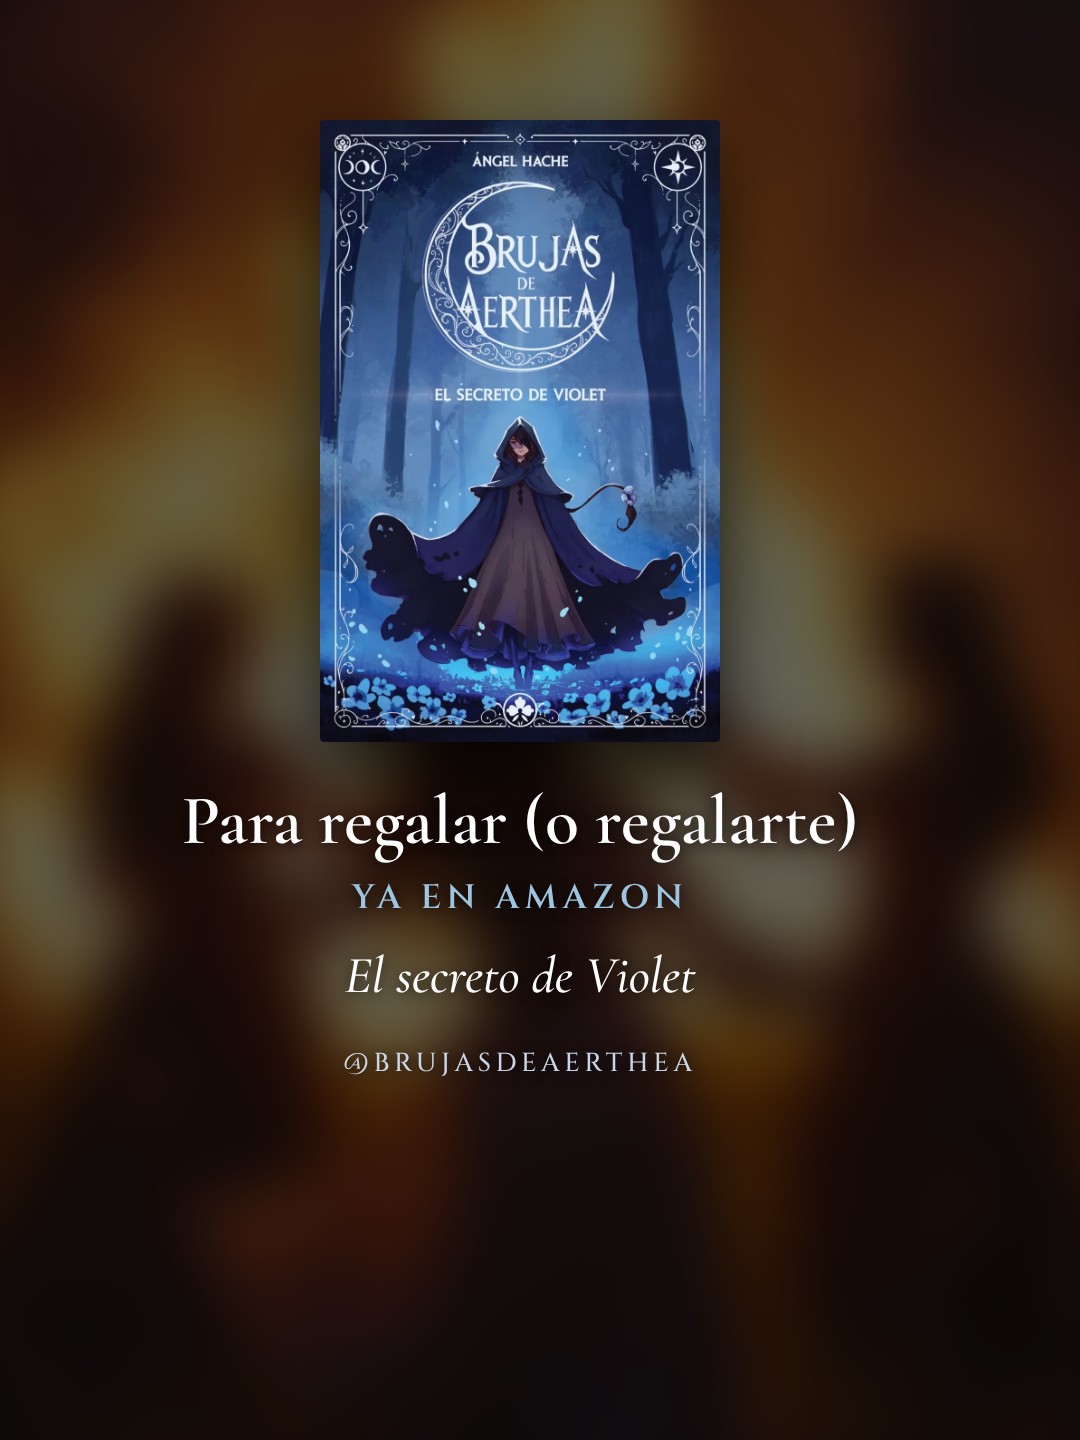 ÁNGEL HACHE
BRUJAS
DE
AERTHEA
EL SECRETO DE VIOLET
Para regalar (o regalarte)
YA EN AMAZON
El secreto de Violet
@BRUJASDEAERTHEA